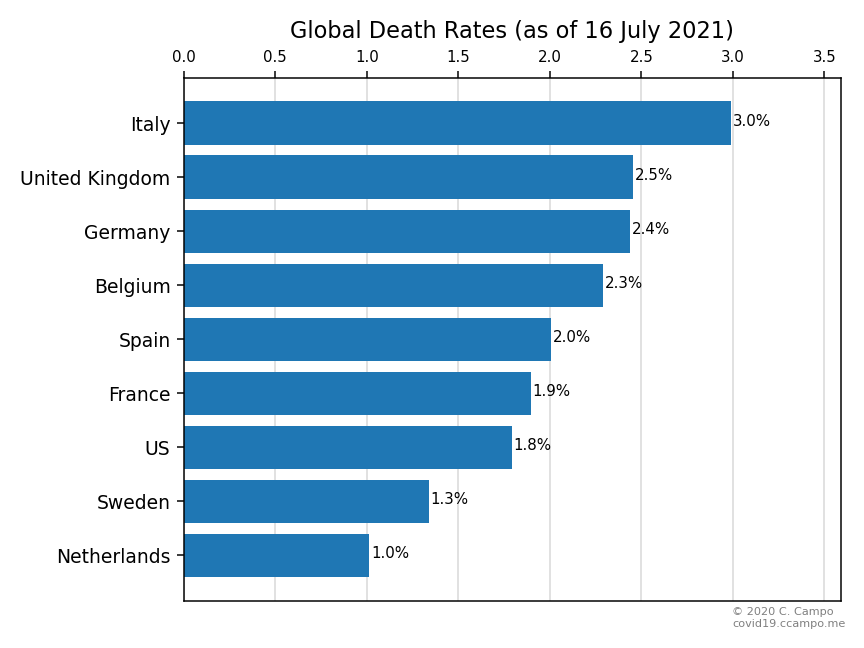 Global Death Rates (as of 16 July 2021)
0.0 0.5 1.0 1.5 2.0 2.5 3.0 3.5
Italy 3.0%
United Kingdom 2.5%
Germany 2.4%
Belgium 2.3%
Spain 2.0%
France 1.9%
US 1.8%
Sweden 1.3%
Netherlands 1.0%
© 2020 C. Campo
covid19.ccampo.me